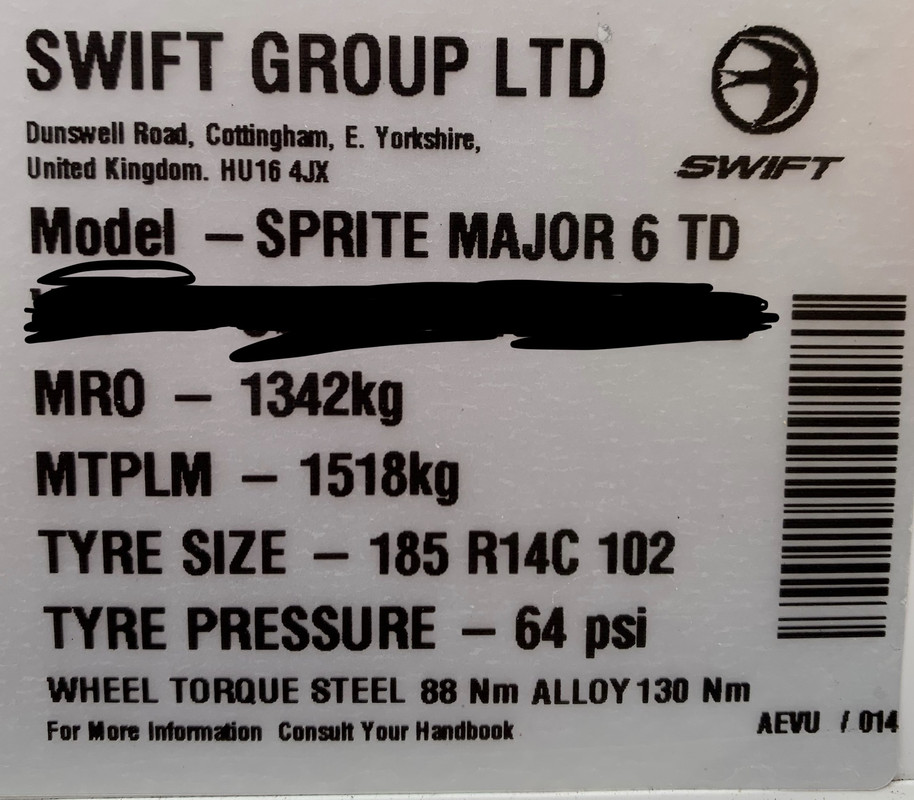 SWIFT GROUP LTD
Dunswell Road, Cottingham, E. Yorkshire,
United Kingdom. HU16 4JX
SWIFT
Model – SPRITE MAJOR 6 TD
MRO – 1342kg
MTPLM – 1518kg
TYRE SIZE – 185 R14C 102
TYRE PRESSURE – 64 psi
WHEEL TORQUE STEEL 88 Nm ALLOY 130 Nm
For More Information Consult Your Handbook
AEVU / 014